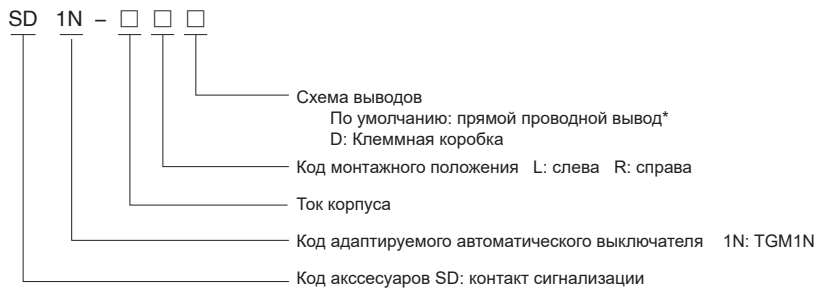 SD 1N – □ □ □
Схема выводов
По умолчанию: прямой проводной вывод*
D: Клеммная коробка
Код монтажного положения L: слева R: справа
Ток корпуса
Код адаптируемого автоматического выключателя 1N: TGM1N
Код акссесуаров SD: контакт сигнализации